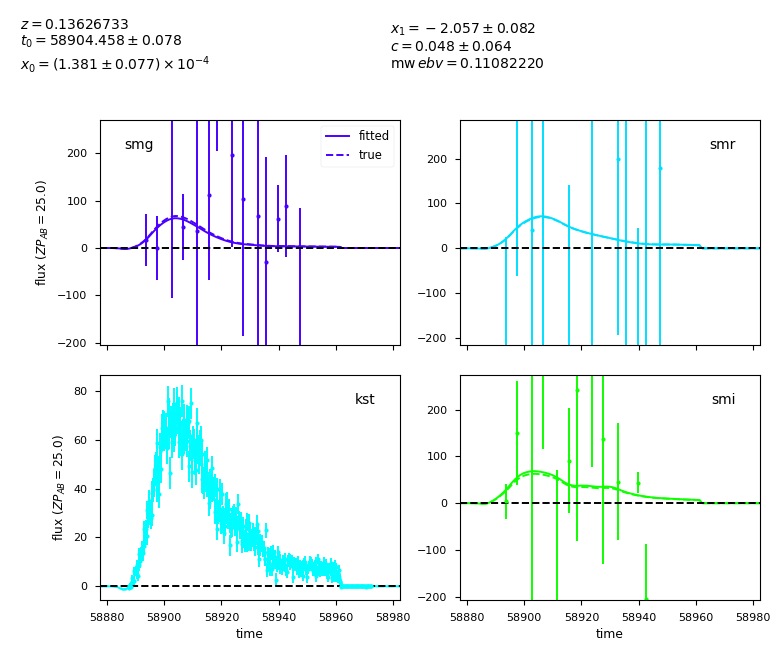 z = 0.13626733
t₀ = 58904.458 ± 0.078
x₀ = (1.381 ± 0.077) × 10⁻⁴
x₁ = −2.057 ± 0.082
c = 0.048 ± 0.064
mwebv = 0.11082220
smg
fitted
true
200
100
0
−100
−200
flux (ZP_AB = 25.0)
smr
200
100
0
−100
−200
kst
80
60
40
20
0
flux (ZP_AB = 25.0)
58880 58900 58920 58940 58960 58980
time
smi
200
100
0
−100
−200
58880 58900 58920 58940 58960 58980
time